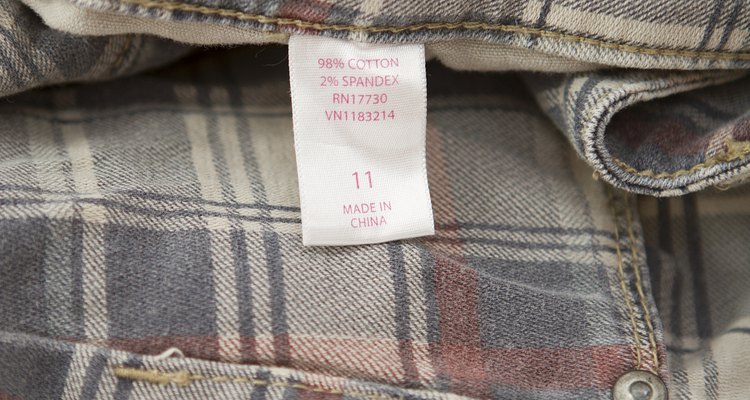 98% COTTON
2% SPANDEX
RN17730
VN1183214
11
MADE IN
CHINA